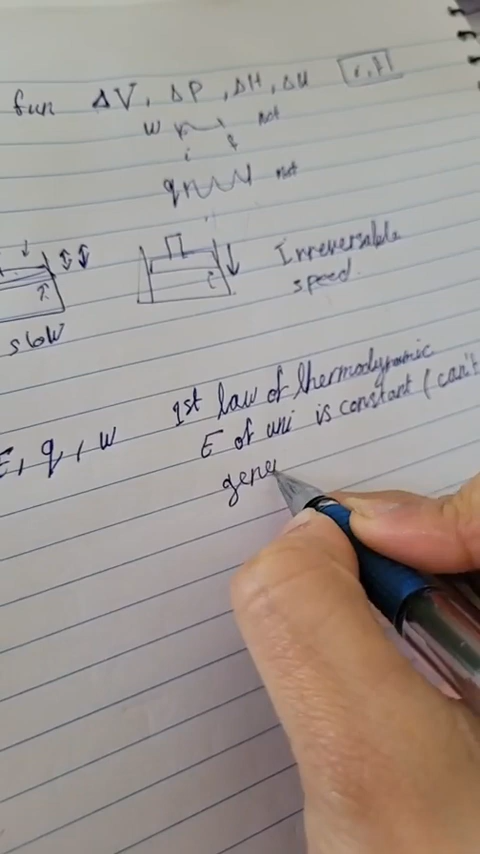 fun ΔV, ΔP, ΔH, ΔU
w i f not
q not
Irreversable
speed
slow
E, q, w
1st law of thermodynamic
E of uni is constant (can't
gene